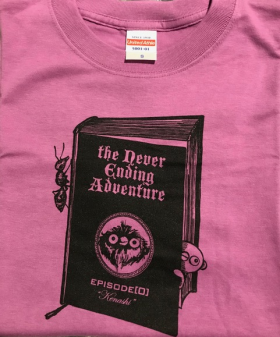 the Never
Ending
Adventure
EPISODE[0]
"Kenashi"